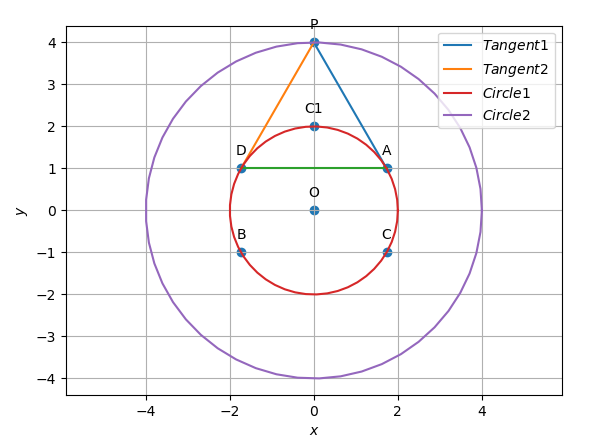 P
Tangent1
Tangent2
Circle1
Circle2
C1
D
A
O
B
C
4
3
2
1
0
−1
−2
−3
−4
y
−4
−2
0
2
4
x